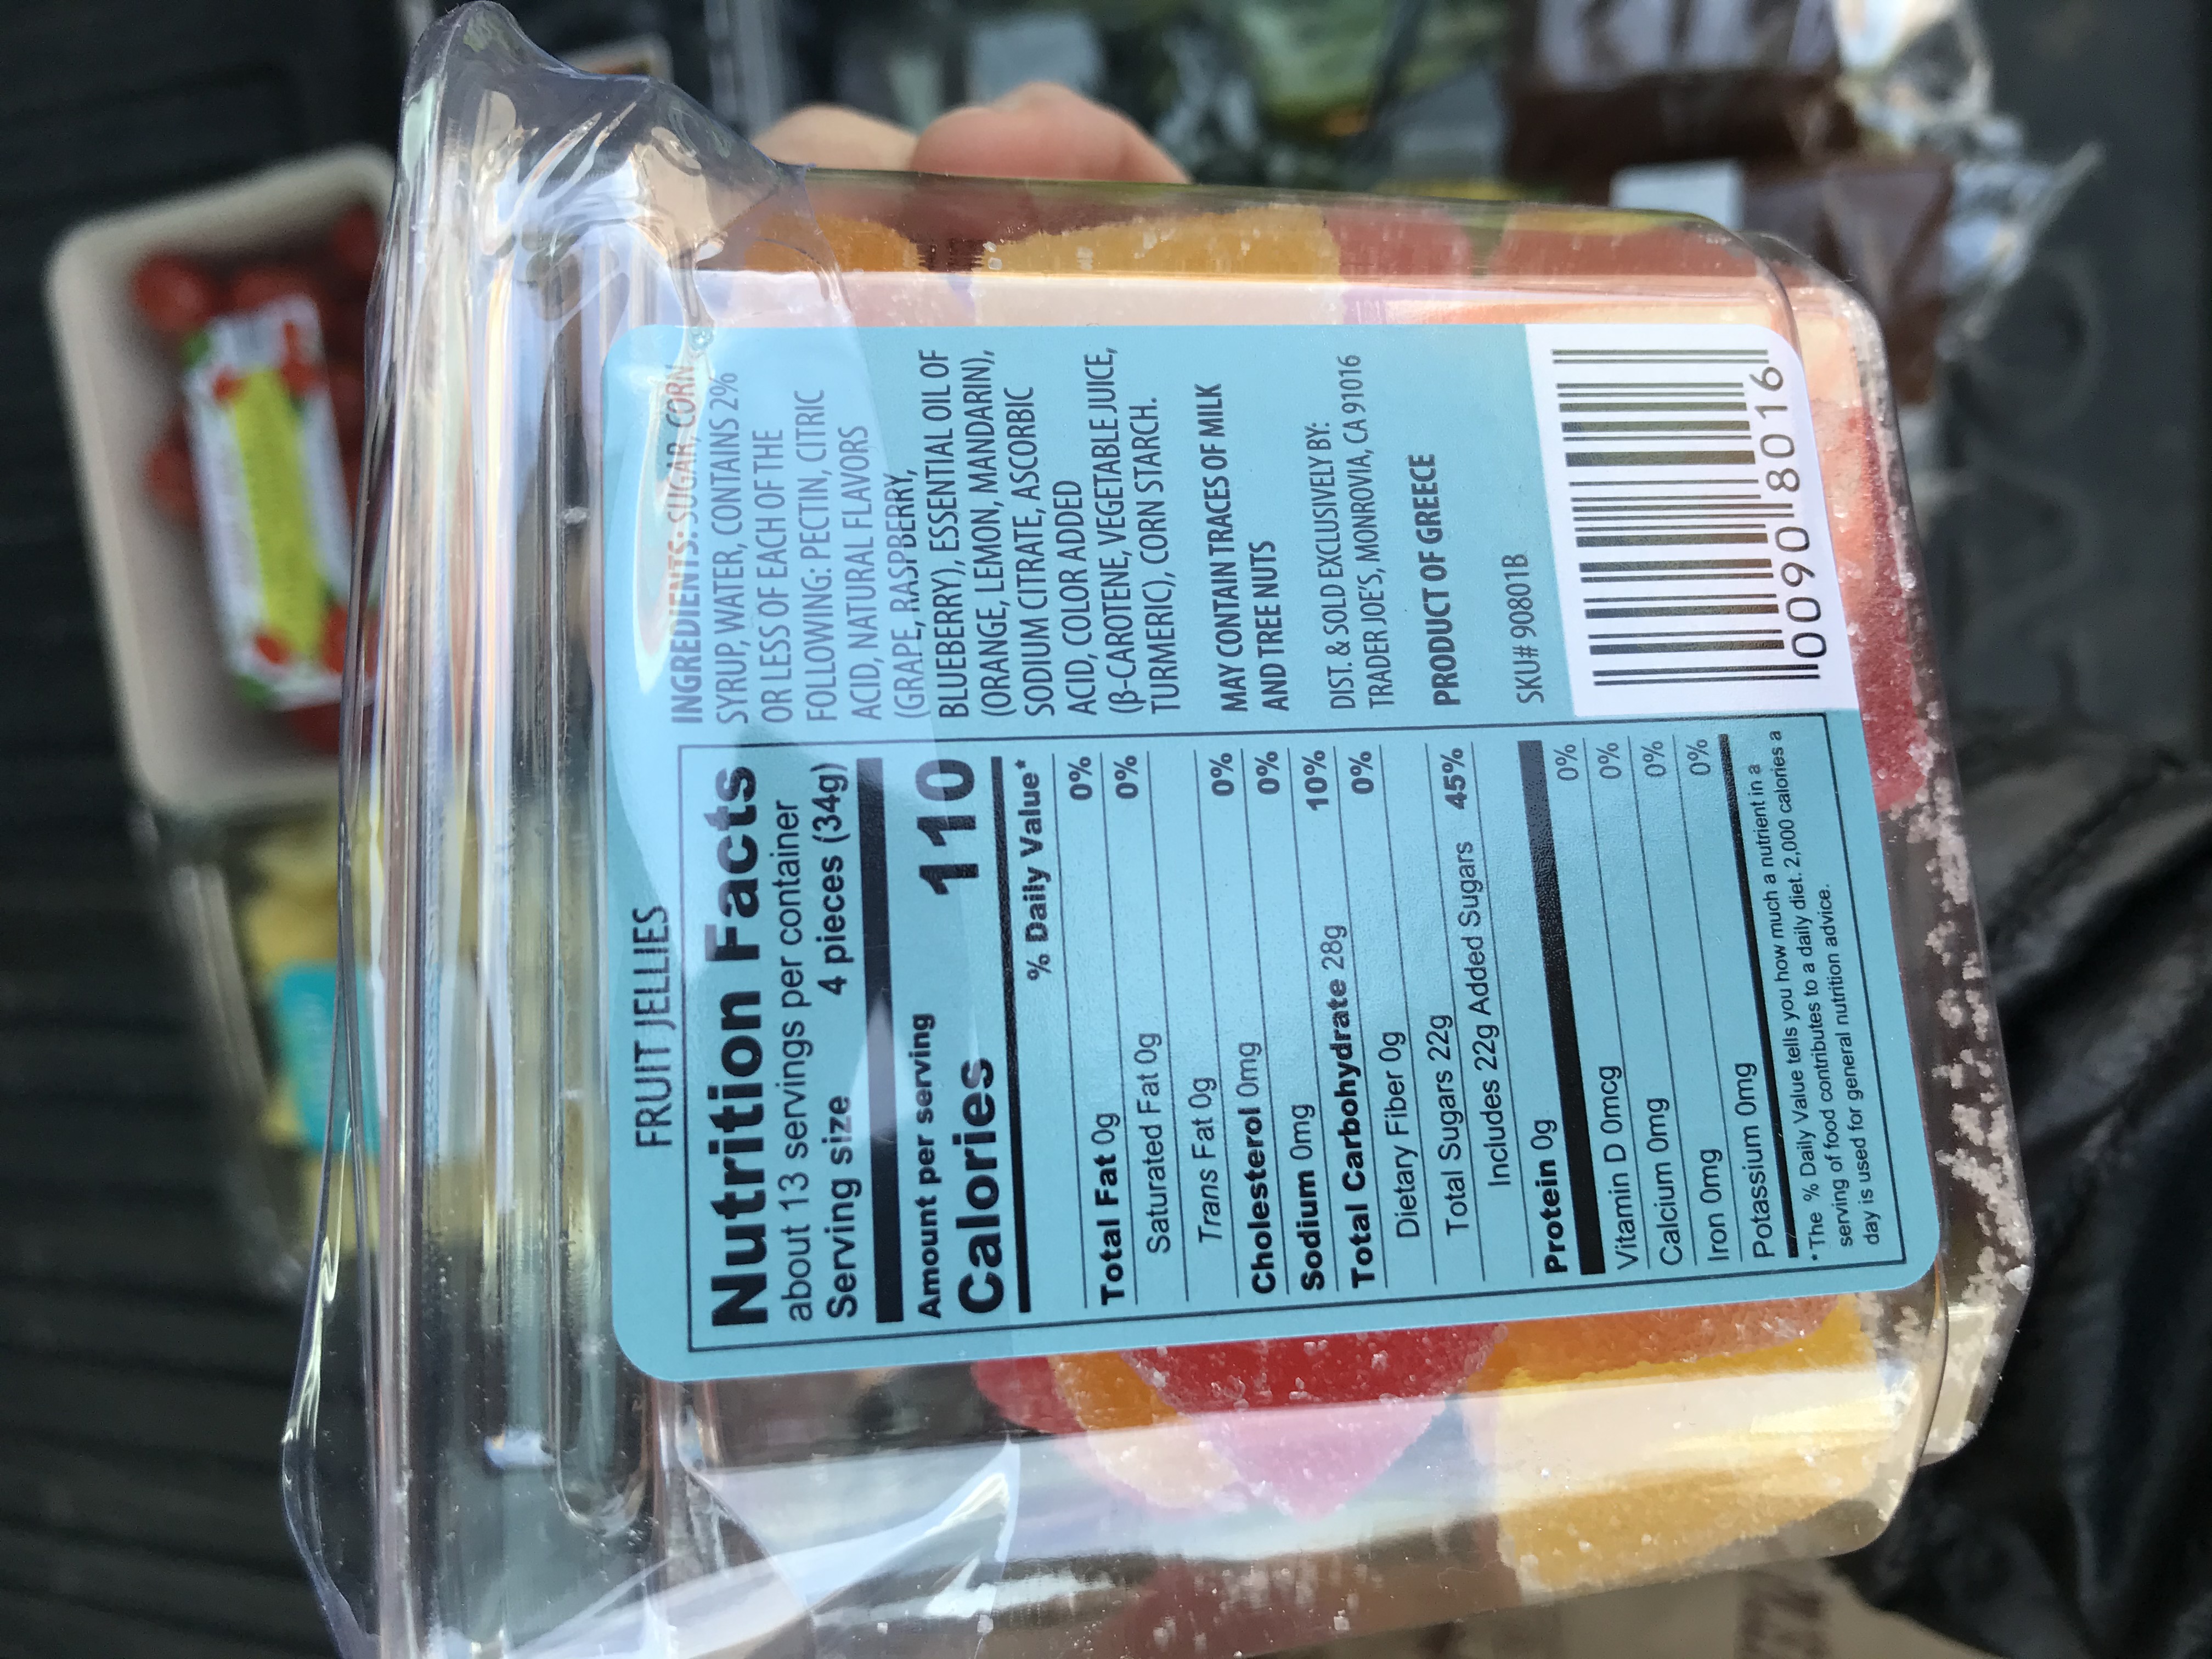 FRUIT JELLIES
Nutrition Facts
about 13 servings per container
Serving size 4 pieces (34g)
Amount per serving
Calories 110
% Daily Value*
Total Fat 0g 0%
Saturated Fat 0g 0%
Trans Fat 0g
Cholesterol 0mg 0%
Sodium 0mg 0%
Total Carbohydrate 28g 10%
Dietary Fiber 0g 0%
Total Sugars 22g
Includes 22g Added Sugars 45%
Protein 0g
Vitamin D 0mcg 0%
Calcium 0mg 0%
Iron 0mg 0%
Potassium 0mg 0%
* The % Daily Value tells you how much a nutrient in a
serving of food contributes to a daily diet. 2,000 calories a
day is used for general nutrition advice.
INGREDIENTS: SUGAR, CORN
SYRUP, WATER, CONTAINS 2%
OR LESS OF EACH OF THE
FOLLOWING: PECTIN, CITRIC
ACID, NATURAL FLAVORS
(GRAPE, RASPBERRY,
BLUEBERRY), ESSENTIAL OIL OF
(ORANGE, LEMON, MANDARIN),
SODIUM CITRATE, ASCORBIC
ACID, COLOR ADDED
(β-CAROTENE, VEGETABLE JUICE,
TURMERIC), CORN STARCH.
MAY CONTAIN TRACES OF MILK
AND TREE NUTS
DIST. & SOLD EXCLUSIVELY BY:
TRADER JOE'S, MONROVIA, CA 91016
PRODUCT OF GREECE
SKU# 90801B
0090 8016